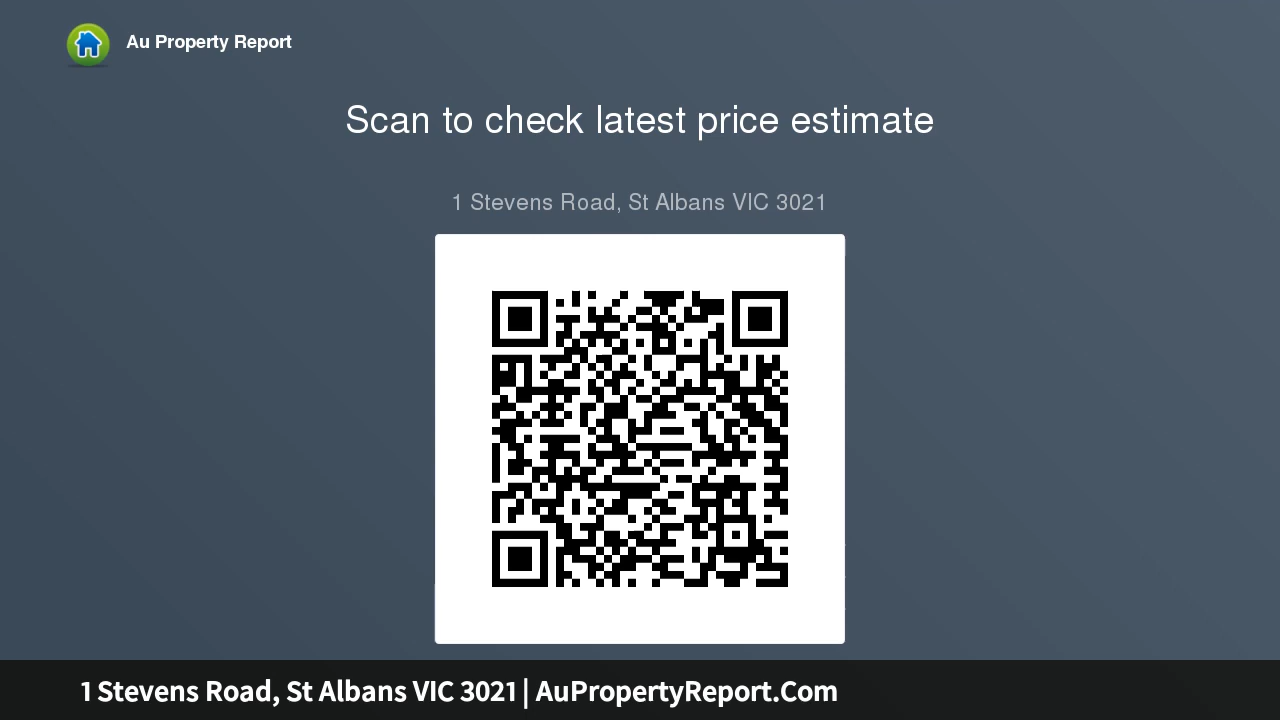 Au Property Report
Scan to check latest price estimate
1 Stevens Road, St Albans VIC 3021
1 Stevens Road, St Albans VIC 3021 | AuPropertyReport.Com